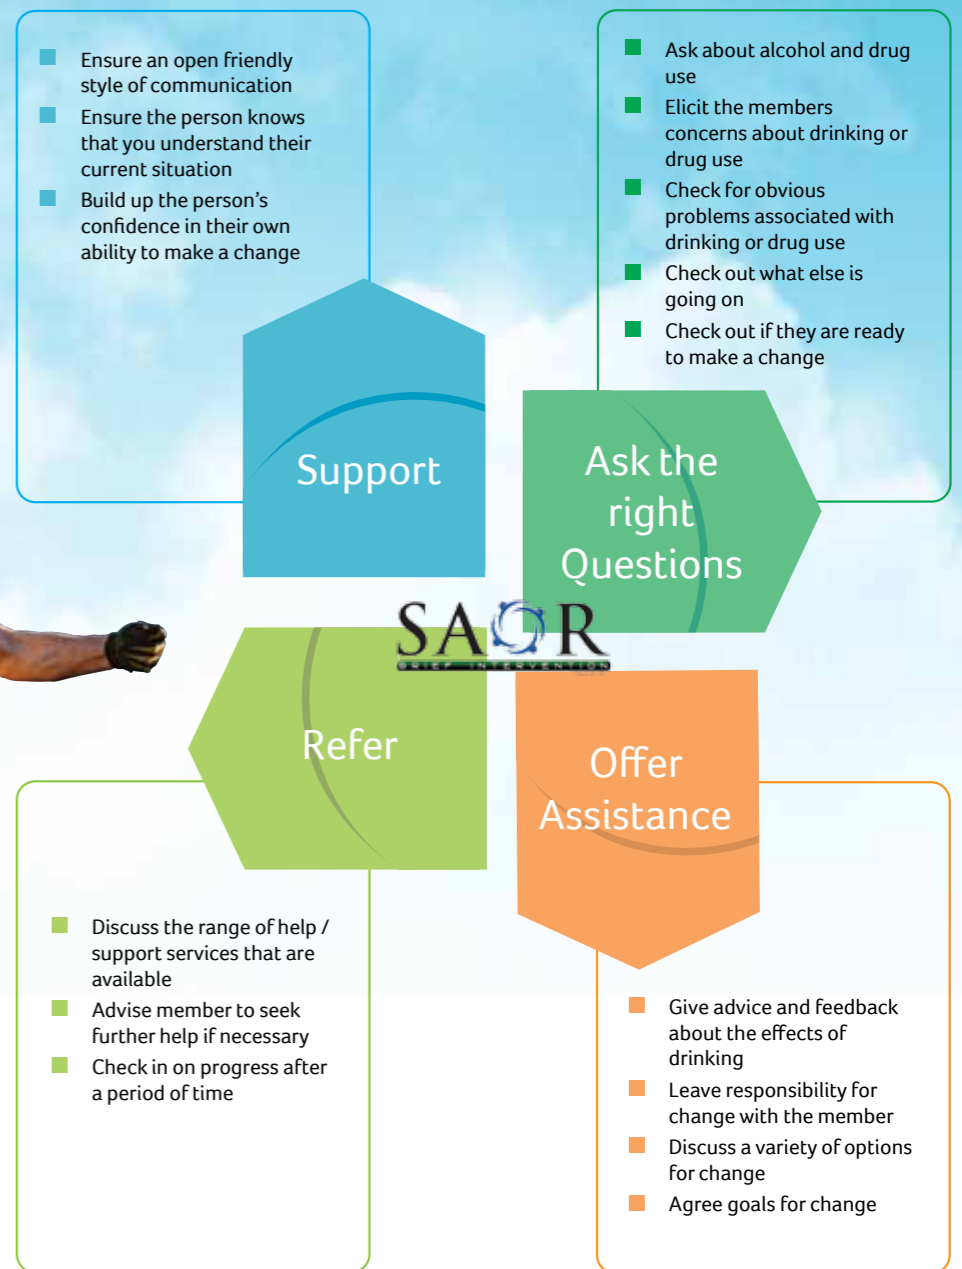 Ensure an open friendly
style of communication
Ensure the person knows
that you understand their
current situation
Build up the person's
confidence in their own
ability to make a change
Support
Ask about alcohol and drug
use
Elicit the members
concerns about drinking or
drug use
Check for obvious
problems associated with
drinking or drug use
Check out what else is
going on
Check out if they are ready
to make a change
Ask the
right
Questions
SAOR
BRIEF INTERVENTION
Refer
Discuss the range of help /
support services that are
available
Advise member to seek
further help if necessary
Check in on progress after
a period of time
Offer
Assistance
Give advice and feedback
about the effects of
drinking
Leave responsibility for
change with the member
Discuss a variety of options
for change
Agree goals for change